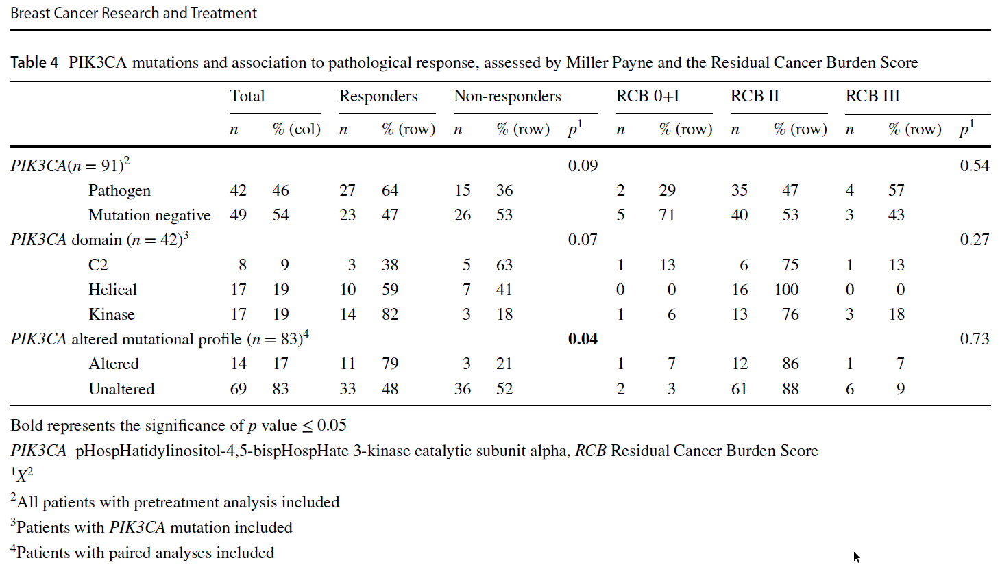 Breast Cancer Research and Treatment
Table 4 PIK3CA mutations and association to pathological response, assessed by Miller Payne and the Residual Cancer Burden Score
Total Responders Non-responders RCB 0+I RCB II RCB III
n % (col) n % (row) n % (row) p¹ n % (row) n % (row) n % (row) p¹
PIK3CA(n = 91)² 0.09 0.54
Pathogen 42 46 27 64 15 36 2 29 35 47 4 57
Mutation negative 49 54 23 47 26 53 5 71 40 53 3 43
PIK3CA domain (n = 42)³ 0.07 0.27
C2 8 9 3 38 5 63 1 13 6 75 1 13
Helical 17 19 10 59 7 41 0 0 16 100 0 0
Kinase 17 19 14 82 3 18 1 6 13 76 3 18
PIK3CA altered mutational profile (n = 83)⁴ 0.04 0.73
Altered 14 17 11 79 3 21 1 7 12 86 1 7
Unaltered 69 83 33 48 36 52 2 3 61 88 6 9
Bold represents the significance of p value ≤ 0.05
PIK3CA pHospHatidylinositol-4,5-bispHospHate 3-kinase catalytic subunit alpha, RCB Residual Cancer Burden Score
¹X²
²All patients with pretreatment analysis included
³Patients with PIK3CA mutation included
⁴Patients with paired analyses included